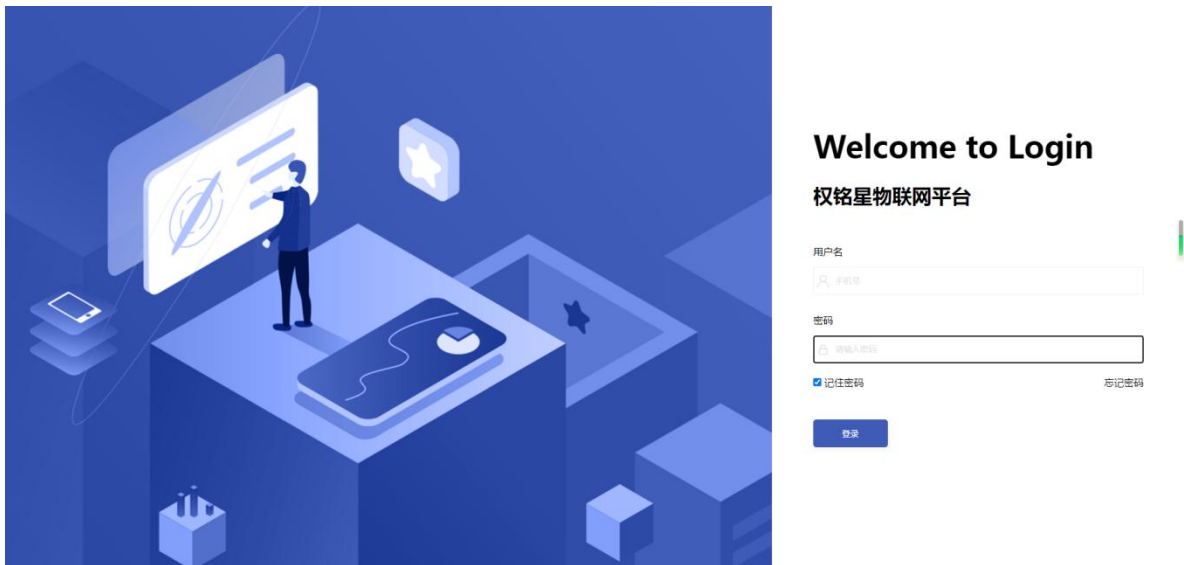 Welcome to Login
权铭星物联网平台
用户名
手机号
密码
请输入密码
记住密码 忘记密码
登录